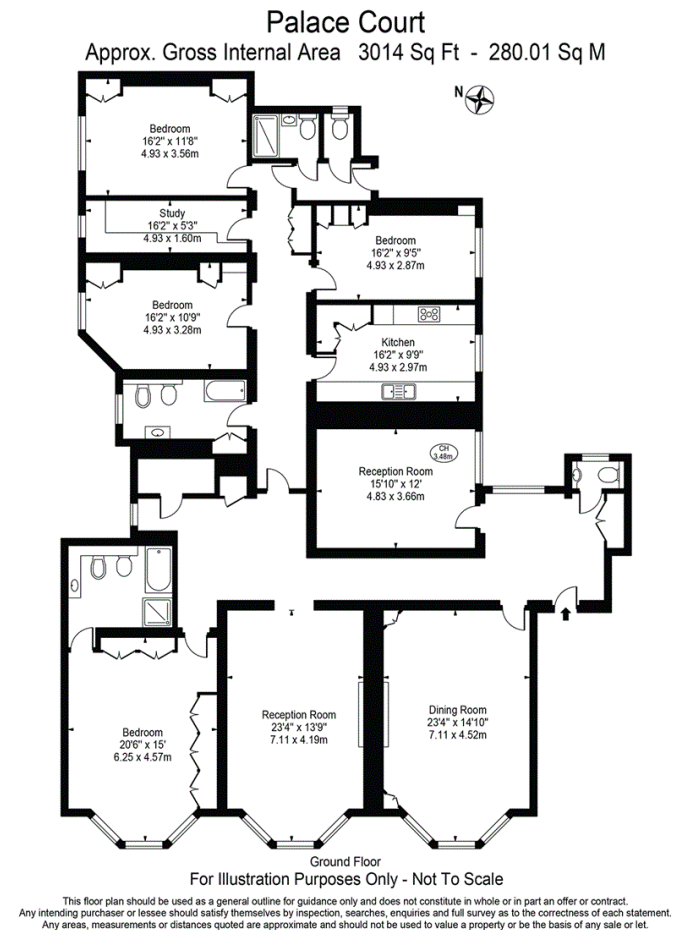 Palace Court
Approx. Gross Internal Area 3014 Sq Ft - 280.01 Sq M
N
Bedroom
16'2" x 11'8"
4.93 x 3.56m
Study
16'2" x 5'3"
4.93 x 1.60m
Bedroom
16'2" x 9'5"
4.93 x 2.87m
Bedroom
16'2" x 10'9"
4.93 x 3.28m
Kitchen
16'2" x 9'9"
4.93 x 2.97m
CH
3.48m
Reception Room
15'10" x 12'
4.83 x 3.66m
Bedroom
20'6" x 15'
6.25 x 4.57m
Reception Room
23'4" x 13'9"
7.11 x 4.19m
Dining Room
23'4" x 14'10"
7.11 x 4.52m
Ground Floor
For Illustration Purposes Only - Not To Scale
This floor plan should be used as a general outline for guidance only and does not constitute in whole or in part an offer or contract.
Any intending purchaser or lessee should satisfy themselves by inspection, searches, enquiries and full survey as to the correctness of each statement.
Any areas, measurements or distances quoted are approximate and should not be used to value a property or be the basis of any sale or let.